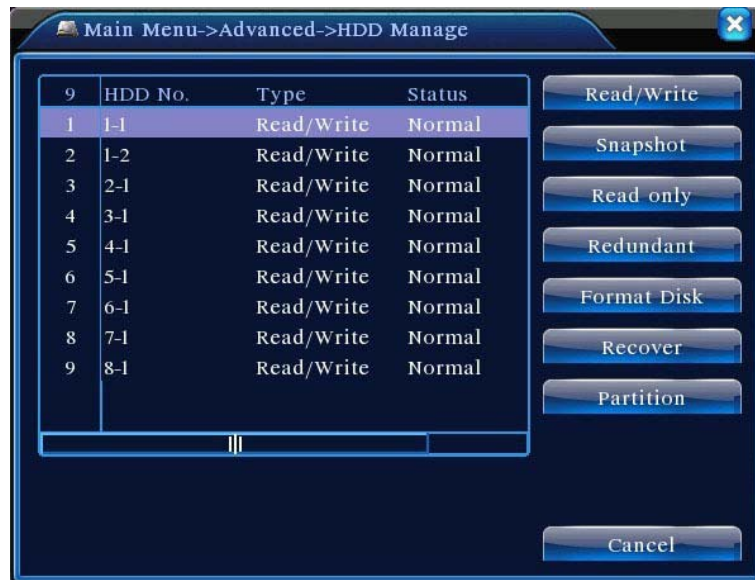 Main Menu->Advanced->HDD Manage
9 HDD No. Type Status
1 1-1 Read/Write Normal
2 1-2 Read/Write Normal
3 2-1 Read/Write Normal
4 3-1 Read/Write Normal
5 4-1 Read/Write Normal
6 5-1 Read/Write Normal
7 6-1 Read/Write Normal
8 7-1 Read/Write Normal
9 8-1 Read/Write Normal
Read/Write
Snapshot
Read only
Redundant
Format Disk
Recover
Partition
Cancel